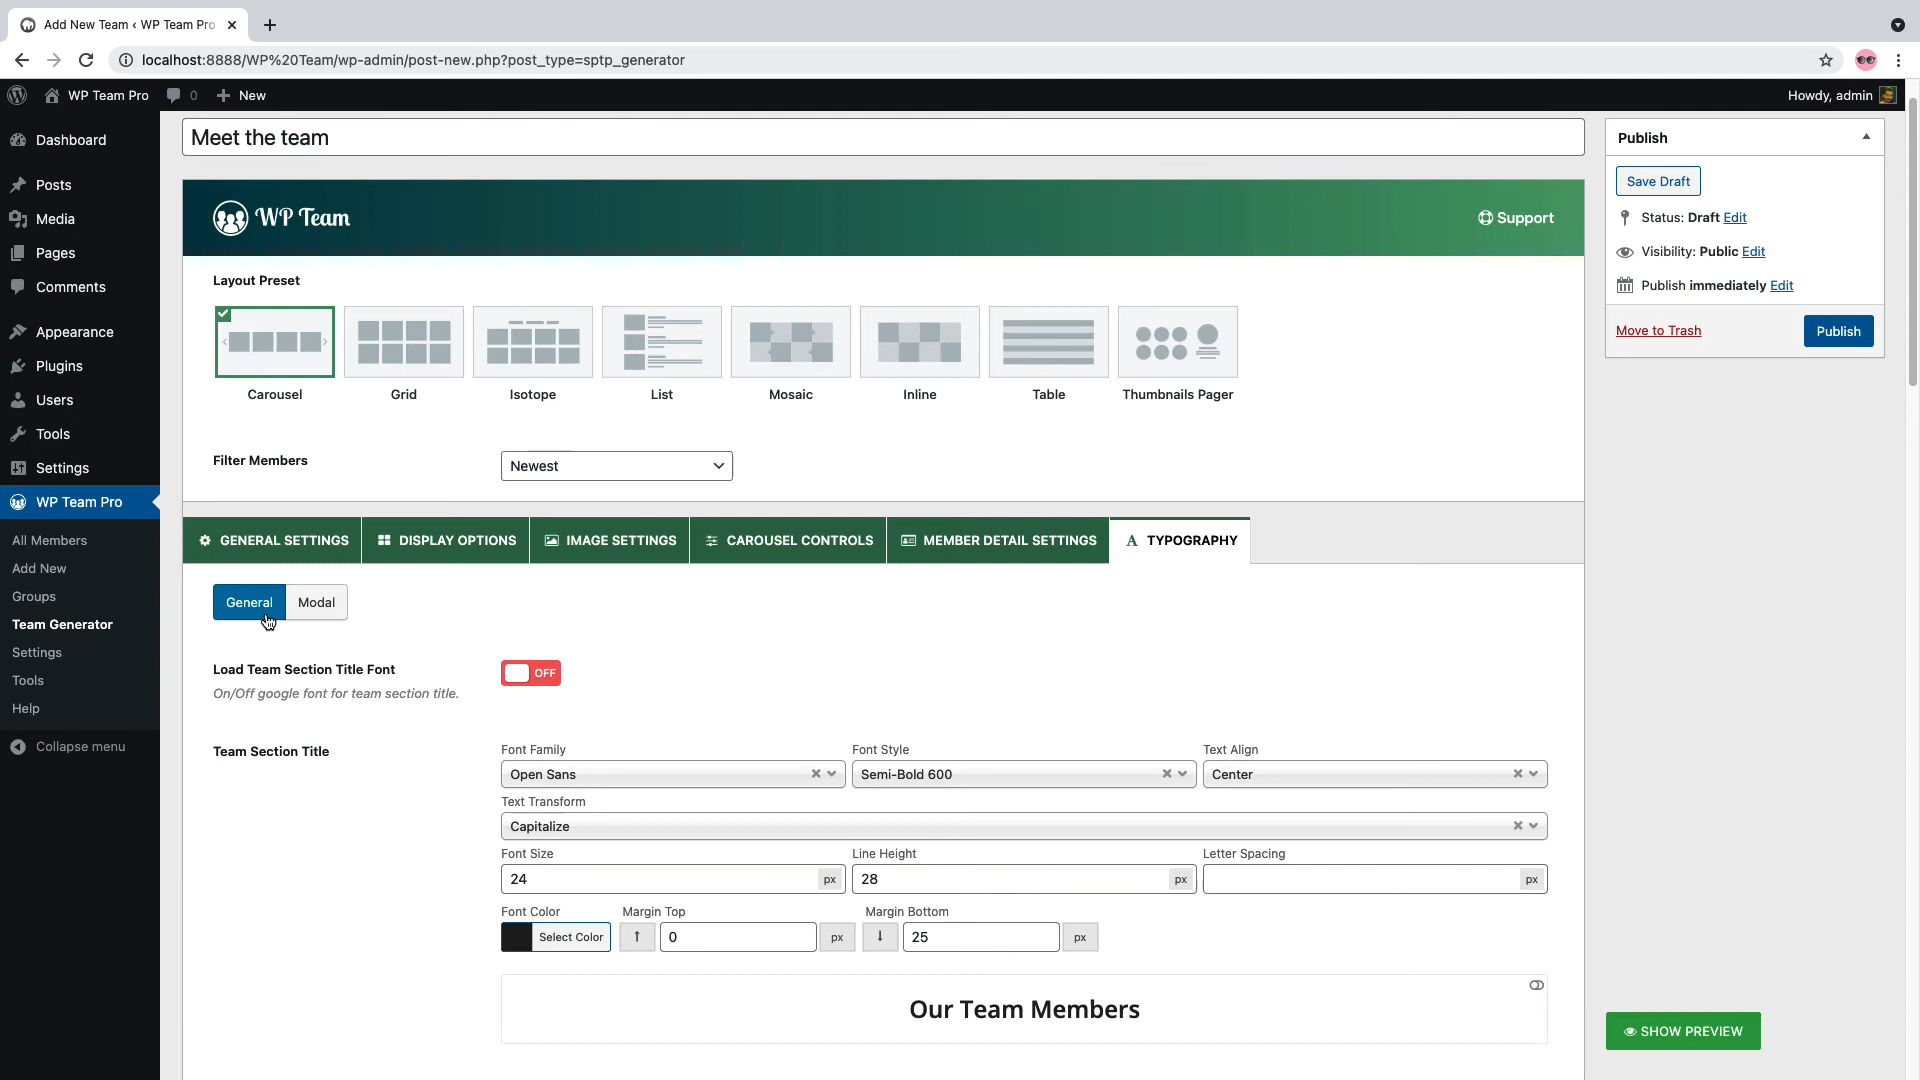 Add New Team ‹ WP Team Pro
localhost:8888/WP%20Team/wp-admin/post-new.php?post_type=sptp_generator
WP Team Pro
0
New
Howdy, admin
Dashboard
Posts
Media
Pages
Comments
Appearance
Plugins
Users
Tools
Settings
WP Team Pro
All Members
Add New
Groups
Team Generator
Settings
Tools
Help
Collapse menu
Meet the team
WP Team
Support
Layout Preset
Carousel
Grid
Isotope
List
Mosaic
Inline
Table
Thumbnails Pager
Filter Members
Newest
GENERAL SETTINGS
DISPLAY OPTIONS
IMAGE SETTINGS
CAROUSEL CONTROLS
MEMBER DETAIL SETTINGS
A TYPOGRAPHY
General
Modal
Load Team Section Title Font
On/Off google font for team section title.
OFF
Team Section Title
Font Family
Font Style
Text Align
Open Sans
Semi-Bold 600
Center
Text Transform
Capitalize
Font Size
Line Height
Letter Spacing
24 px
28 px
px
Font Color
Margin Top
Margin Bottom
Select Color
0 px
25 px
Our Team Members
Publish
Save Draft
Status: Draft Edit
Visibility: Public Edit
Publish immediately Edit
Move to Trash
Publish
SHOW PREVIEW